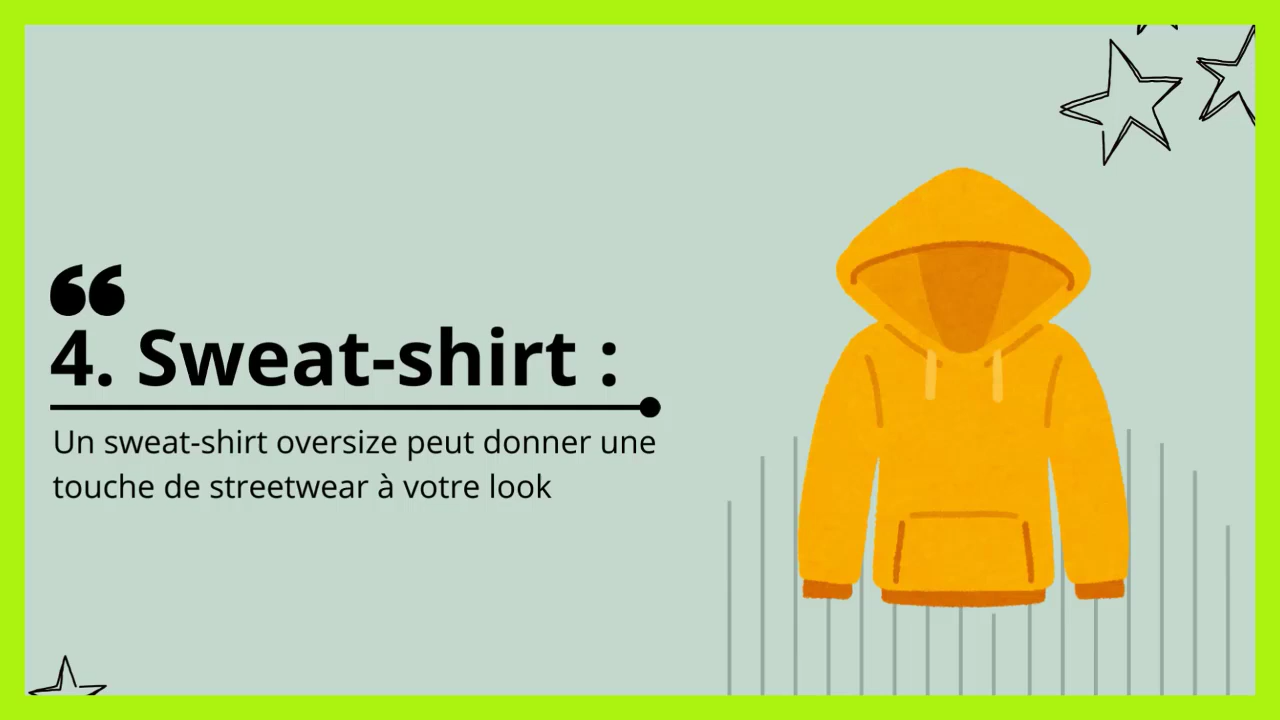 “
4. Sweat-shirt :
Un sweat-shirt oversize peut donner une
touche de streetwear à votre look